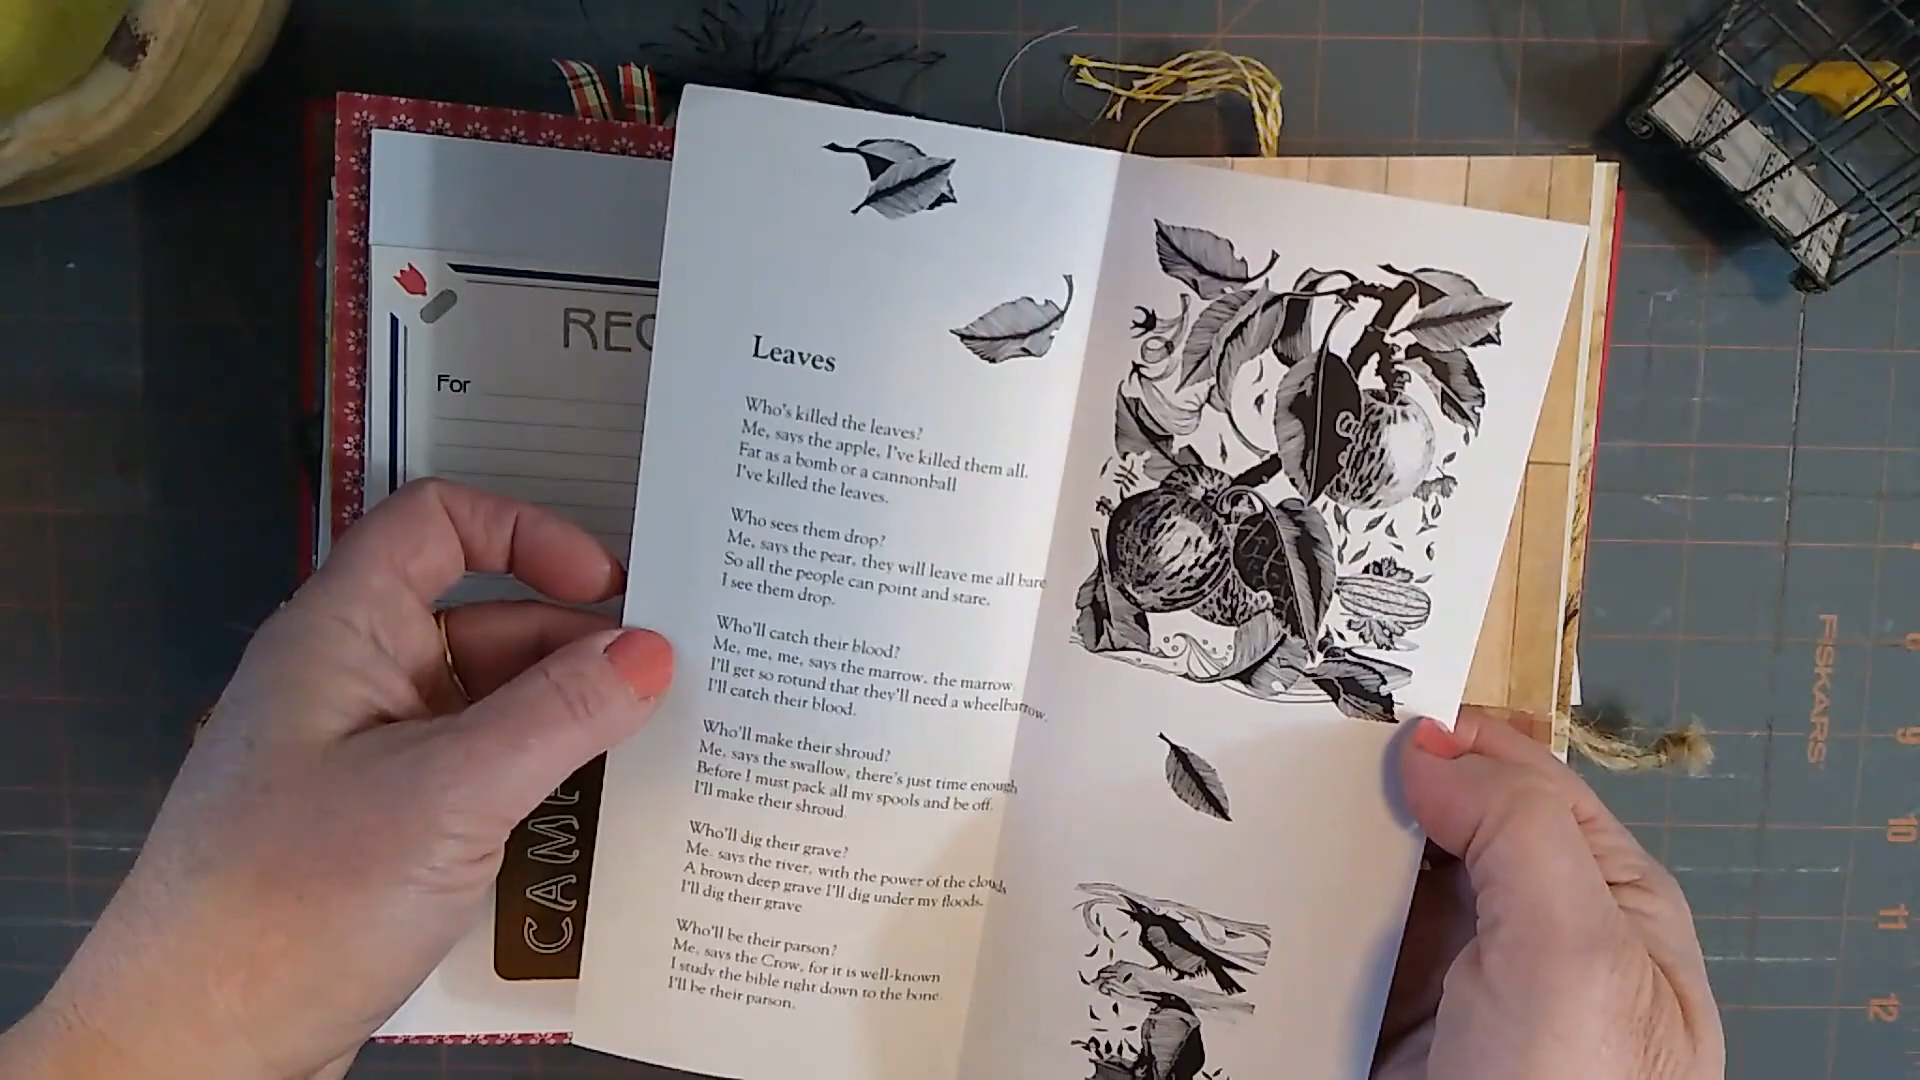 REC
For
CAMP
Leaves
Who's killed the leaves?
Me, says the apple, I've killed them all.
Fat as a bomb or a cannonball
I've killed the leaves.
Who sees them drop?
Me, says the pear, they will leave me all bare
So all the people can point and stare.
I see them drop.
Who'll catch their blood?
Me, me, me, says the marrow, the marrow.
I'll get so rotund that they'll need a wheelbarrow.
I'll catch their blood.
Who'll make their shroud?
Me, says the swallow, there's just time enough
Before I must pack all my spools and be off.
I'll make their shroud.
Who'll dig their grave?
Me, says the river, with the power of the clouds
A brown deep grave I'll dig under my floods.
I'll dig their grave
Who'll be their parson?
Me, says the Crow, for it is well-known
I study the bible right down to the bone.
I'll be their parson.
FISKARS
9
10
11
12